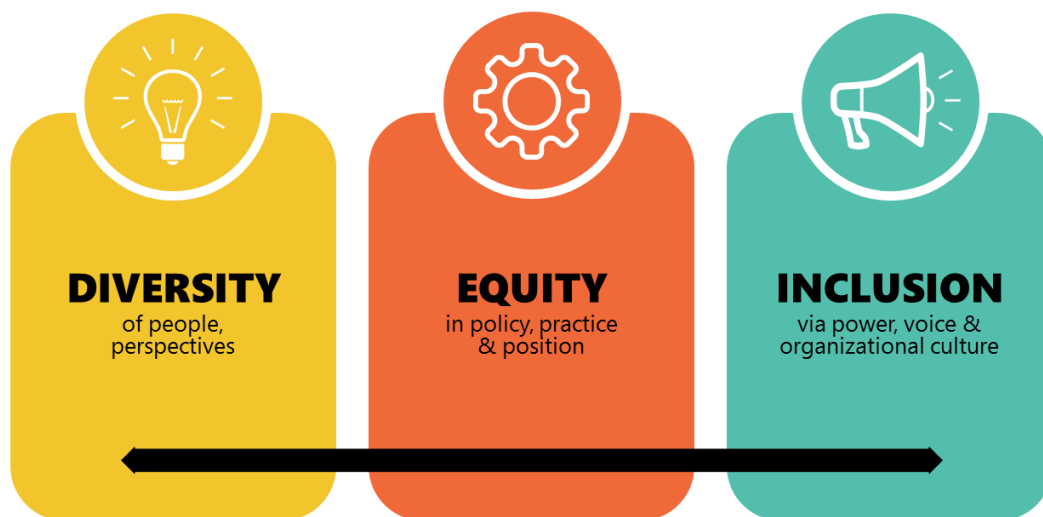 DIVERSITY
of people,
perspectives
EQUITY
in policy, practice
& position
INCLUSION
via power, voice &
organizational culture